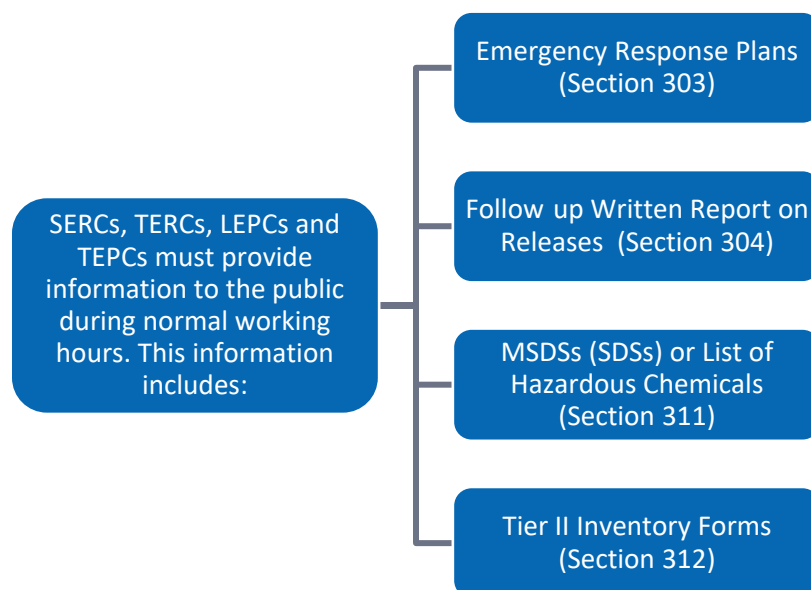 SERCs, TERCs, LEPCs and
TEPCs must provide
information to the public
during normal working
hours. This information
includes:
Emergency Response Plans
(Section 303)
Follow up Written Report on
Releases  (Section 304)
MSDSs (SDSs) or List of
Hazardous Chemicals
(Section 311)
Tier II Inventory Forms
(Section 312)